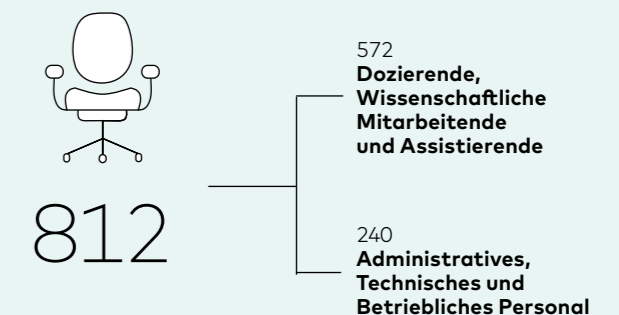 812
572
Dozierende,
Wissenschaftliche
Mitarbeitende
und Assistierende
240
Administratives,
Technisches und
Betriebliches Personal